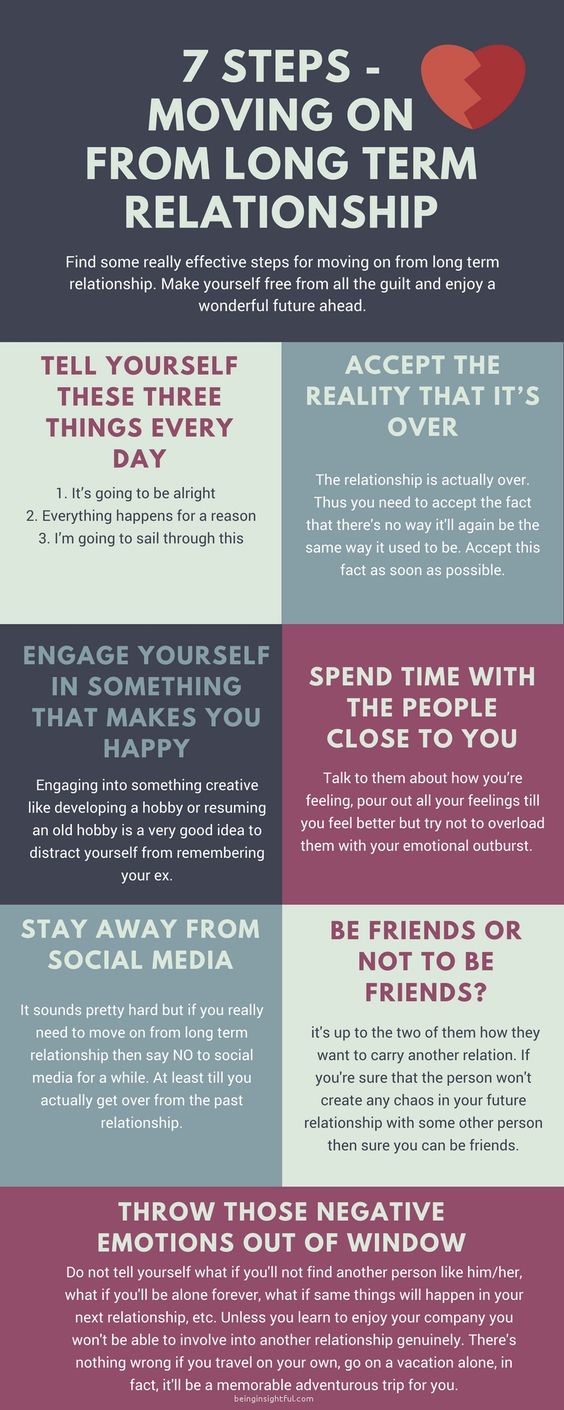 7 STEPS -
MOVING ON
FROM LONG TERM
RELATIONSHIP
Find some really effective steps for moving on from long term
relationship. Make yourself free from all the guilt and enjoy a
wonderful future ahead.
TELL YOURSELF
THESE THREE
THINGS EVERY
DAY
1. It's going to be alright
2. Everything happens for a reason
3. I'm going to sail through this
ACCEPT THE
REALITY THAT IT'S
OVER
The relationship is actually over.
Thus you need to accept the fact
that there's no way it'll again be the
same way it used to be. Accept this
fact as soon as possible.
ENGAGE YOURSELF
IN SOMETHING
THAT MAKES YOU
HAPPY
Engaging into something creative
like developing a hobby or resuming
an old hobby is a very good idea to
distract yourself from remembering
your ex.
SPEND TIME WITH
THE PEOPLE
CLOSE TO YOU
Talk to them about how you're
feeling, pour out all your feelings till
you feel better but try not to overload
them with your emotional outburst.
STAY AWAY FROM
SOCIAL MEDIA
It sounds pretty hard but if you really
need to move on from long term
relationship then say NO to social
media for a while. At least till you
actually get over from the past
relationship.
BE FRIENDS OR
NOT TO BE
FRIENDS?
it's up to the two of them how they
want to carry another relation. If
you're sure that the person won't
create any chaos in your future
relationship with some other person
then sure you can be friends.
THROW THOSE NEGATIVE
EMOTIONS OUT OF WINDOW
Do not tell yourself what if you'll not find another person like him/her,
what if you'll be alone forever, what if same things will happen in your
next relationship, etc. Unless you learn to enjoy your company you
won't be able to involve into another relationship genuinely. There's
nothing wrong if you travel on your own, go on a vacation alone, in
fact, it'll be a memorable adventurous trip for you.
beinginsightful.com